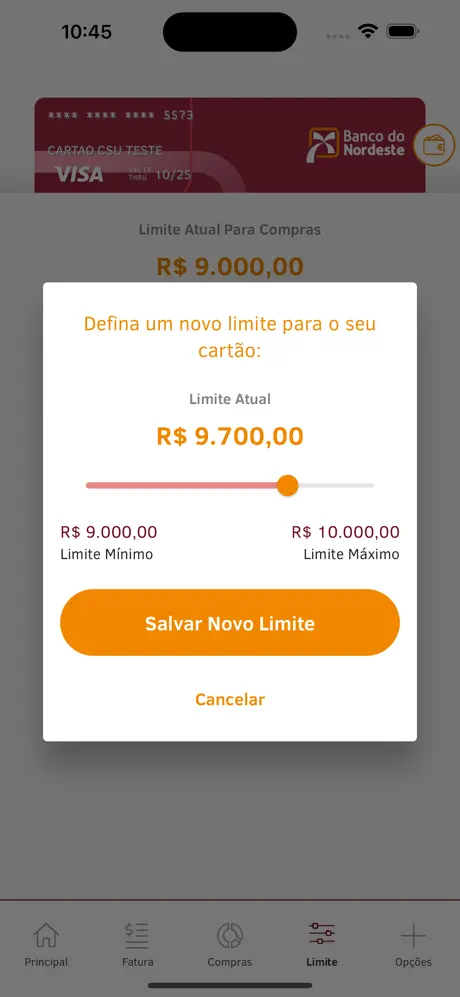 10:45
**** **** **** 5573
CARTAO CSU TESTE
VISA
VALID
THRU
10/25
Banco do
Nordeste
Limite Atual Para Compras
R$ 9.000,00
Defina um novo limite para o seu
cartão:
Limite Atual
R$ 9.700,00
R$ 9.000,00
R$ 10.000,00
Limite Mínimo
Limite Máximo
Salvar Novo Limite
Cancelar
Principal
Fatura
Compras
Limite
Opções